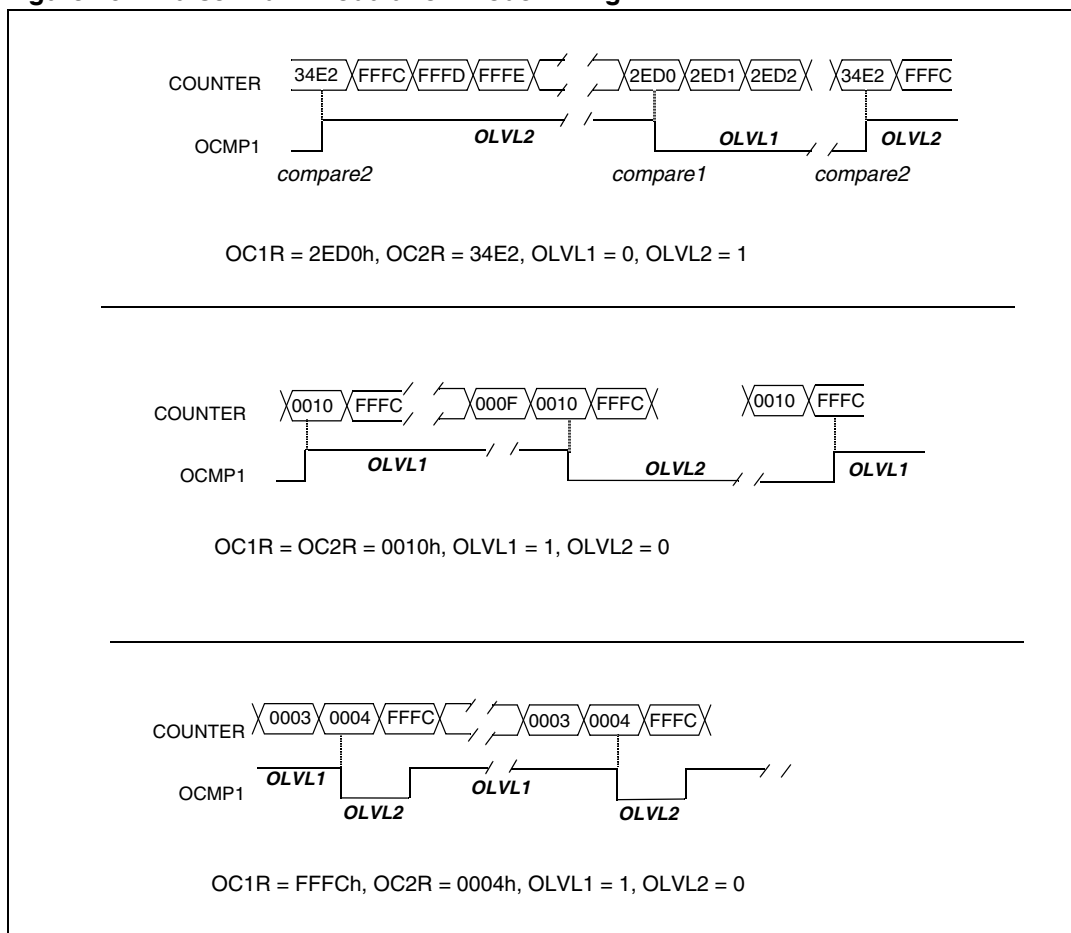 COUNTER 34E2 FFFC FFFD FFFE 2ED0 2ED1 2ED2 34E2 FFFC
OCMP1 OLVL2 OLVL1 OLVL2
compare2 compare1 compare2
OC1R = 2ED0h, OC2R = 34E2, OLVL1 = 0, OLVL2 = 1
COUNTER 0010 FFFC 000F 0010 FFFC 0010 FFFC
OCMP1 OLVL1 OLVL2 OLVL1
OC1R = OC2R = 0010h, OLVL1 = 1, OLVL2 = 0
COUNTER 0003 0004 FFFC 0003 0004 FFFC
OLVL1 OLVL1
OCMP1
OLVL2 OLVL2
OC1R = FFFCh, OC2R = 0004h, OLVL1 = 1, OLVL2 = 0